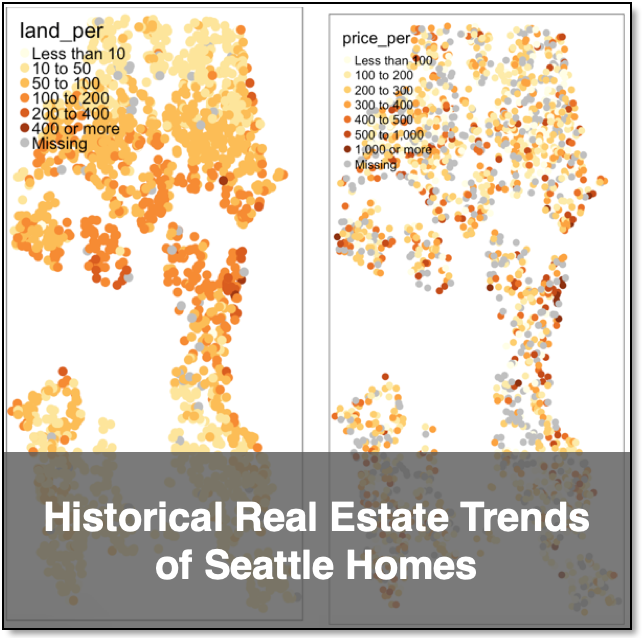 land_per
Less than 10
10 to 50
50 to 100
100 to 200
200 to 400
400 or more
Missing
price_per
Less than 100
100 to 200
200 to 300
300 to 400
400 to 500
500 to 1,000
1,000 or more
Missing
Historical Real Estate Trends
of Seattle Homes